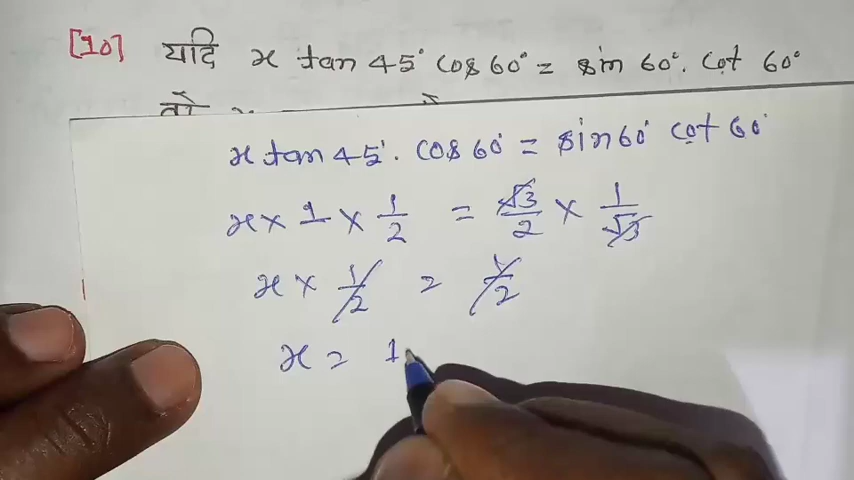 [10] यदि x tan 45° cos 60° = sin 60°. cot 60°
तो x
x tan 45°. cos 60° = sin 60° cot 60°
x × 1 × 1/2 = √3/2 × 1/√3
x × 1/2 = 1/2
x = 1